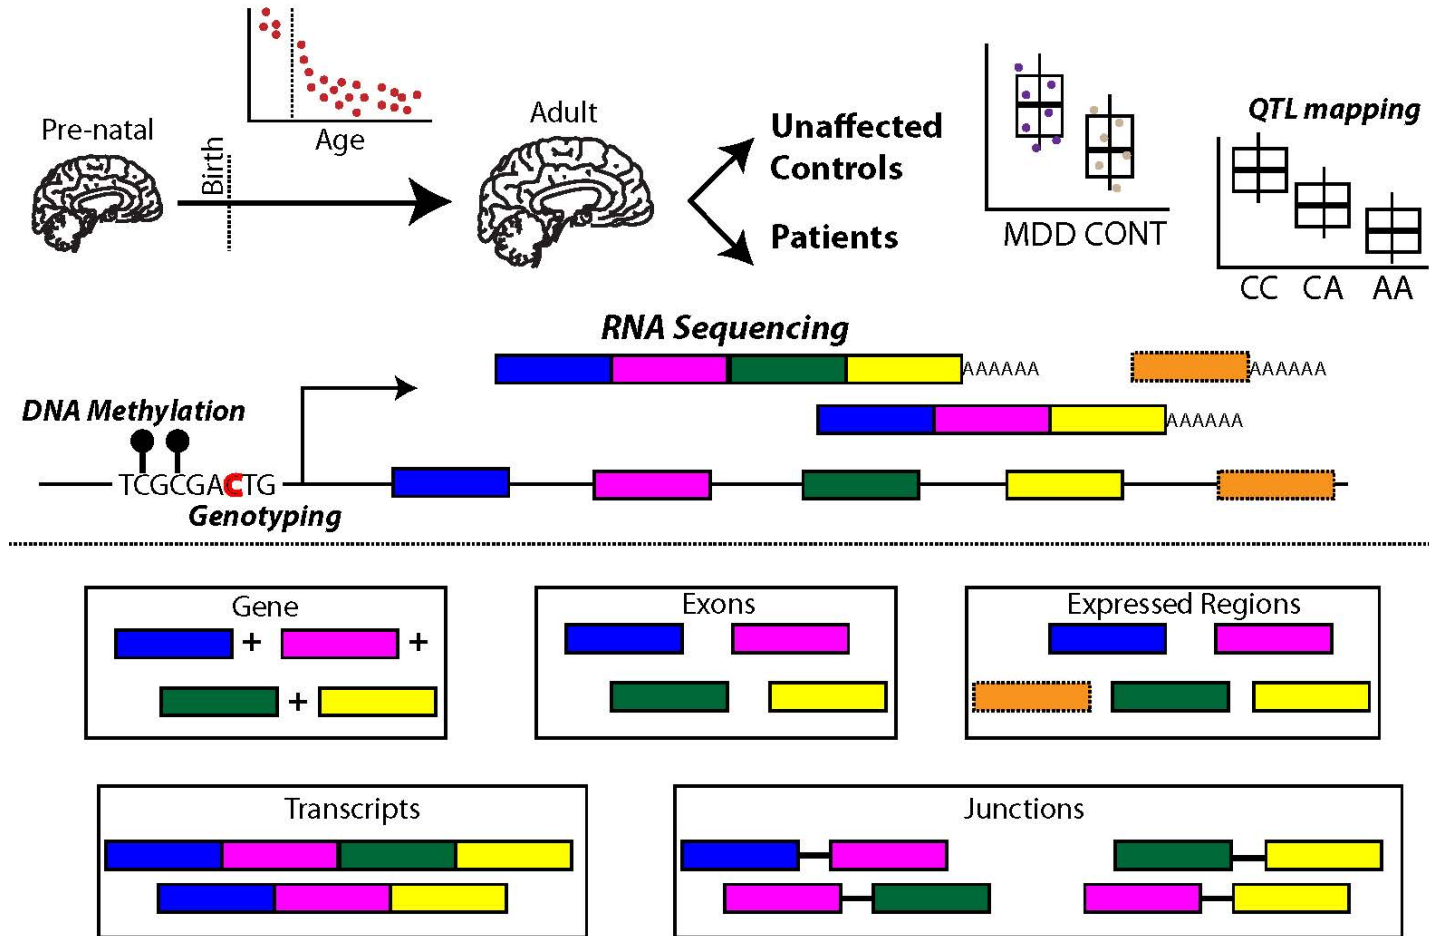 Pre-natal
Birth
Age
Adult
Unaffected
Controls
Patients
MDD CONT
QTL mapping
CC CA AA
RNA Sequencing
AAAAAA
AAAAAA
AAAAAA
DNA Methylation
TCGCGACTG
Genotyping
Gene
+ +
+
Exons
Expressed Regions
Transcripts
Junctions